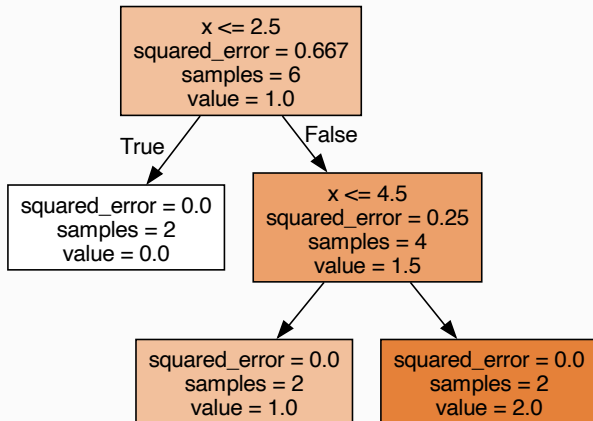 x <= 2.5
squared_error = 0.667
samples = 6
value = 1.0
True
False
squared_error = 0.0
samples = 2
value = 0.0
x <= 4.5
squared_error = 0.25
samples = 4
value = 1.5
squared_error = 0.0
samples = 2
value = 1.0
squared_error = 0.0
samples = 2
value = 2.0